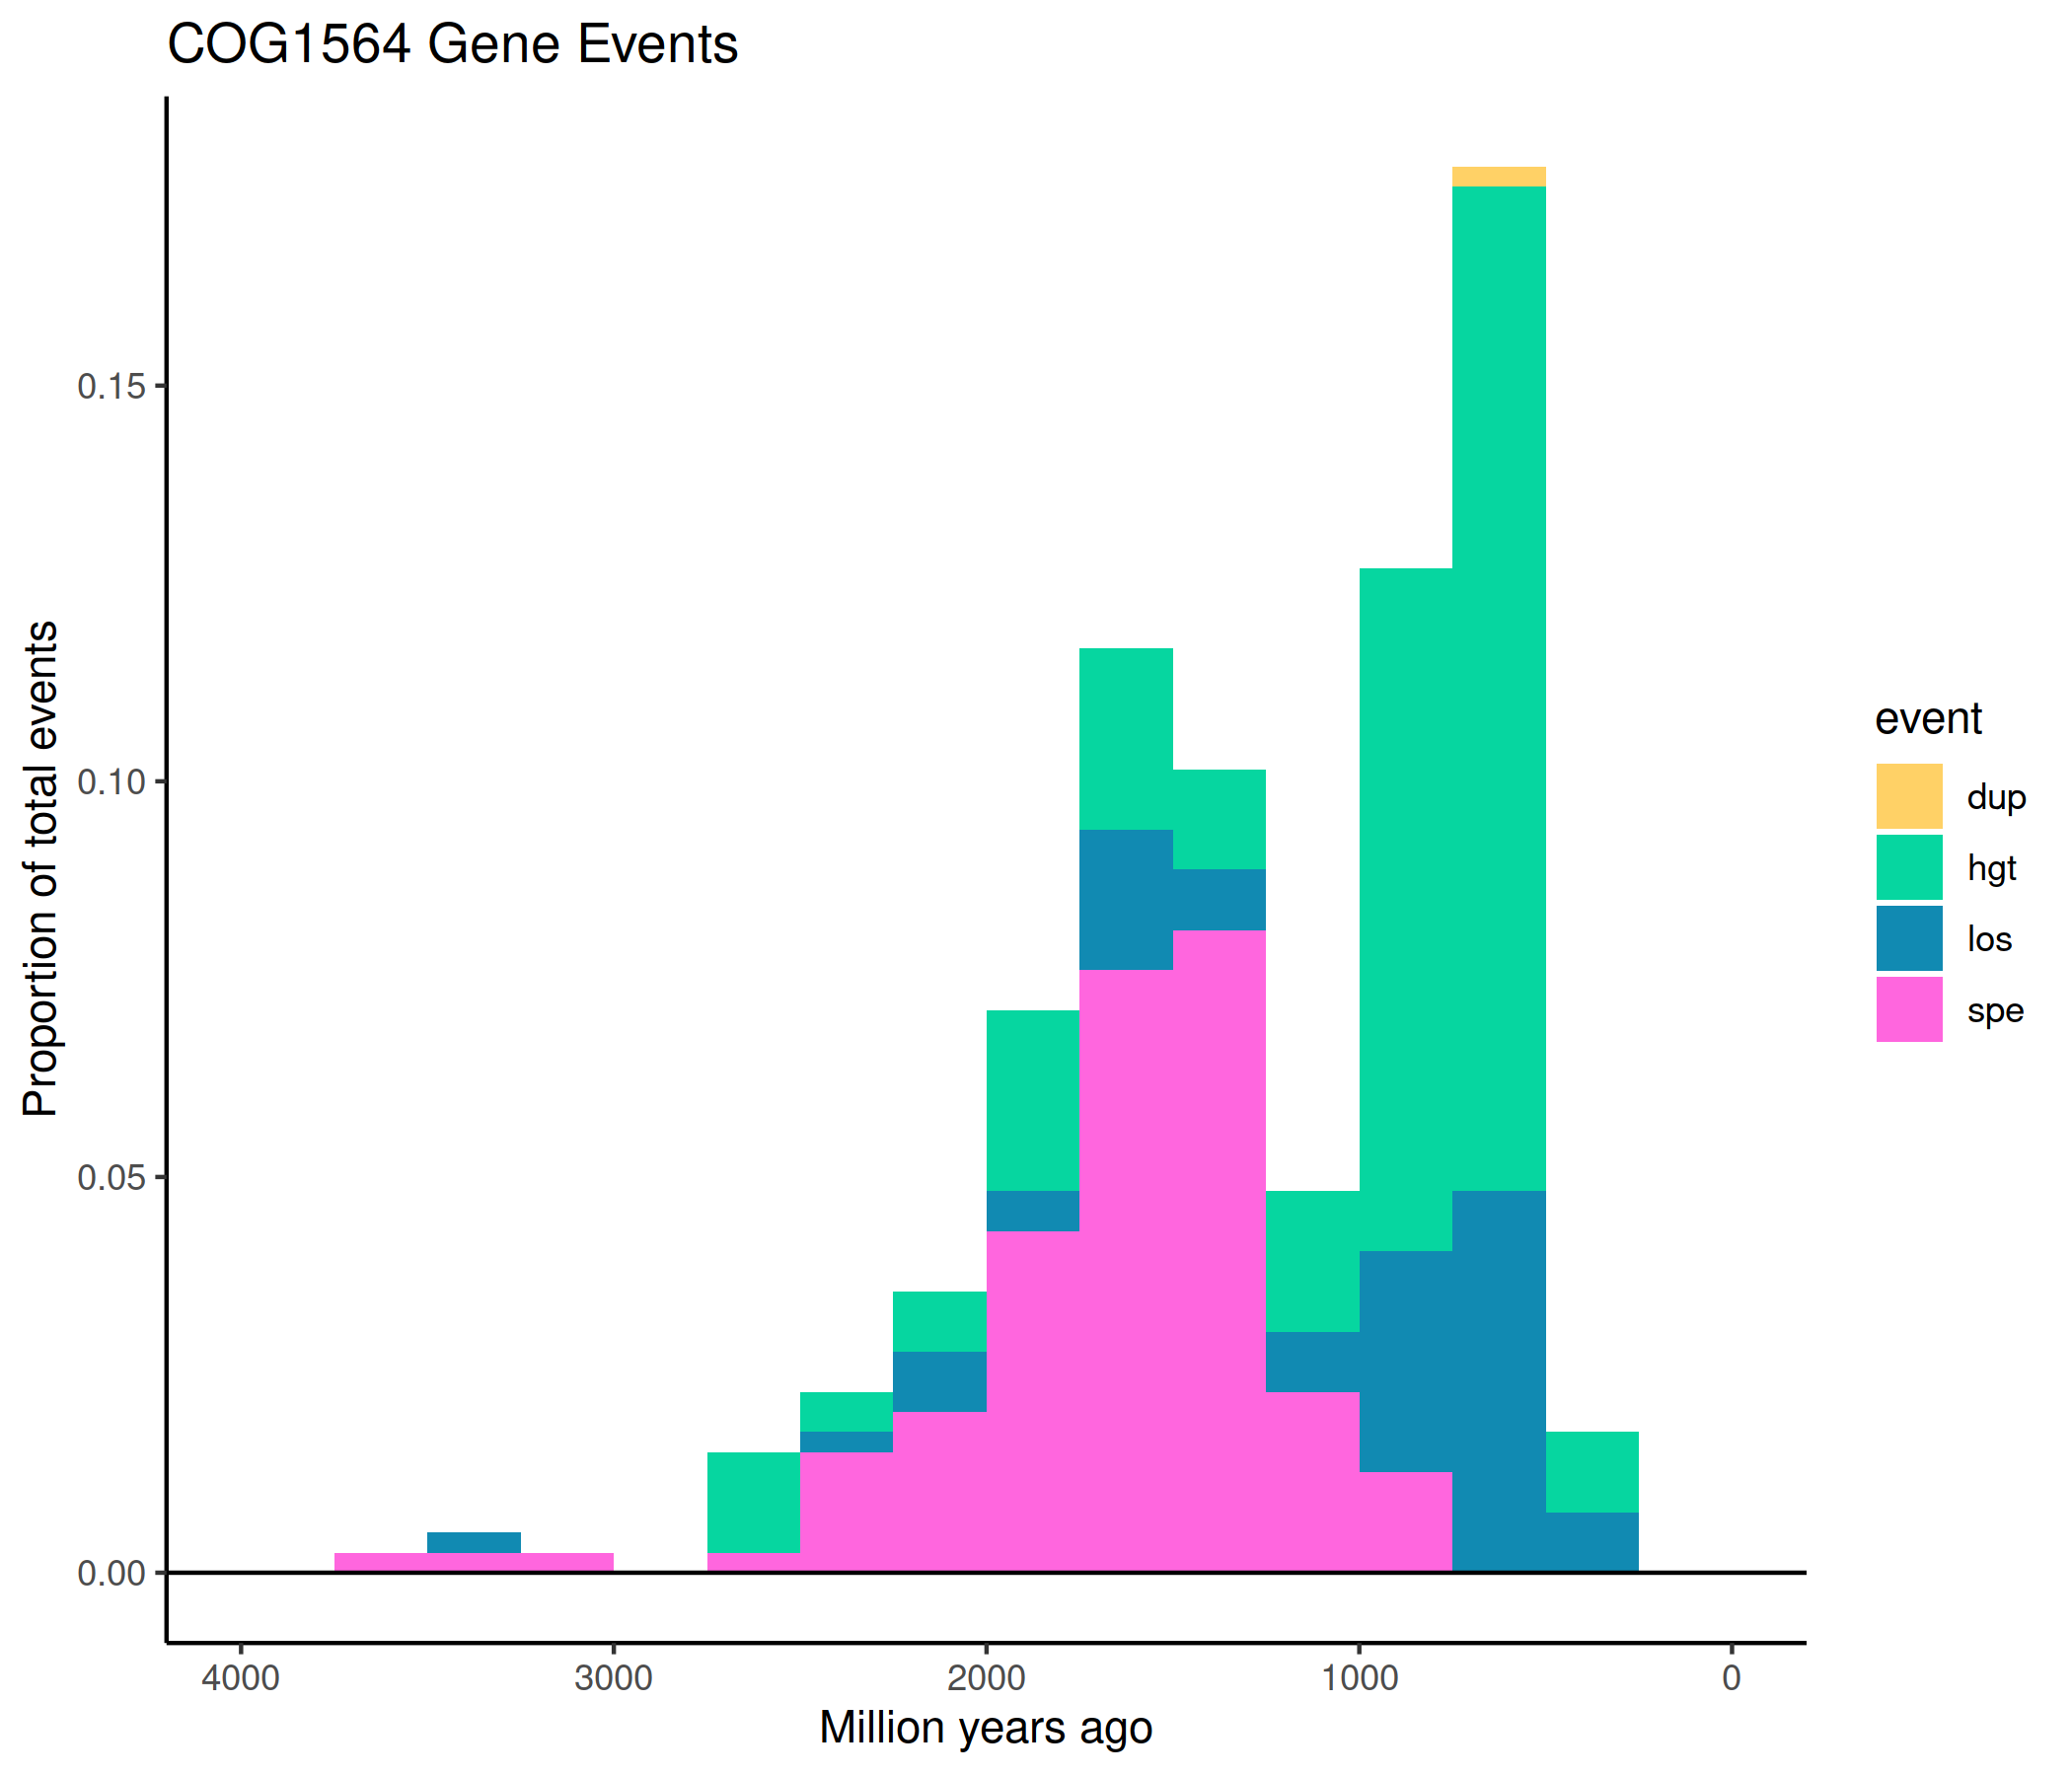 COG1564 Gene Events
Proportion of total events
0.15
0.10
0.05
0.00
4000 3000 2000 1000 0
Million years ago
event
dup
hgt
los
spe